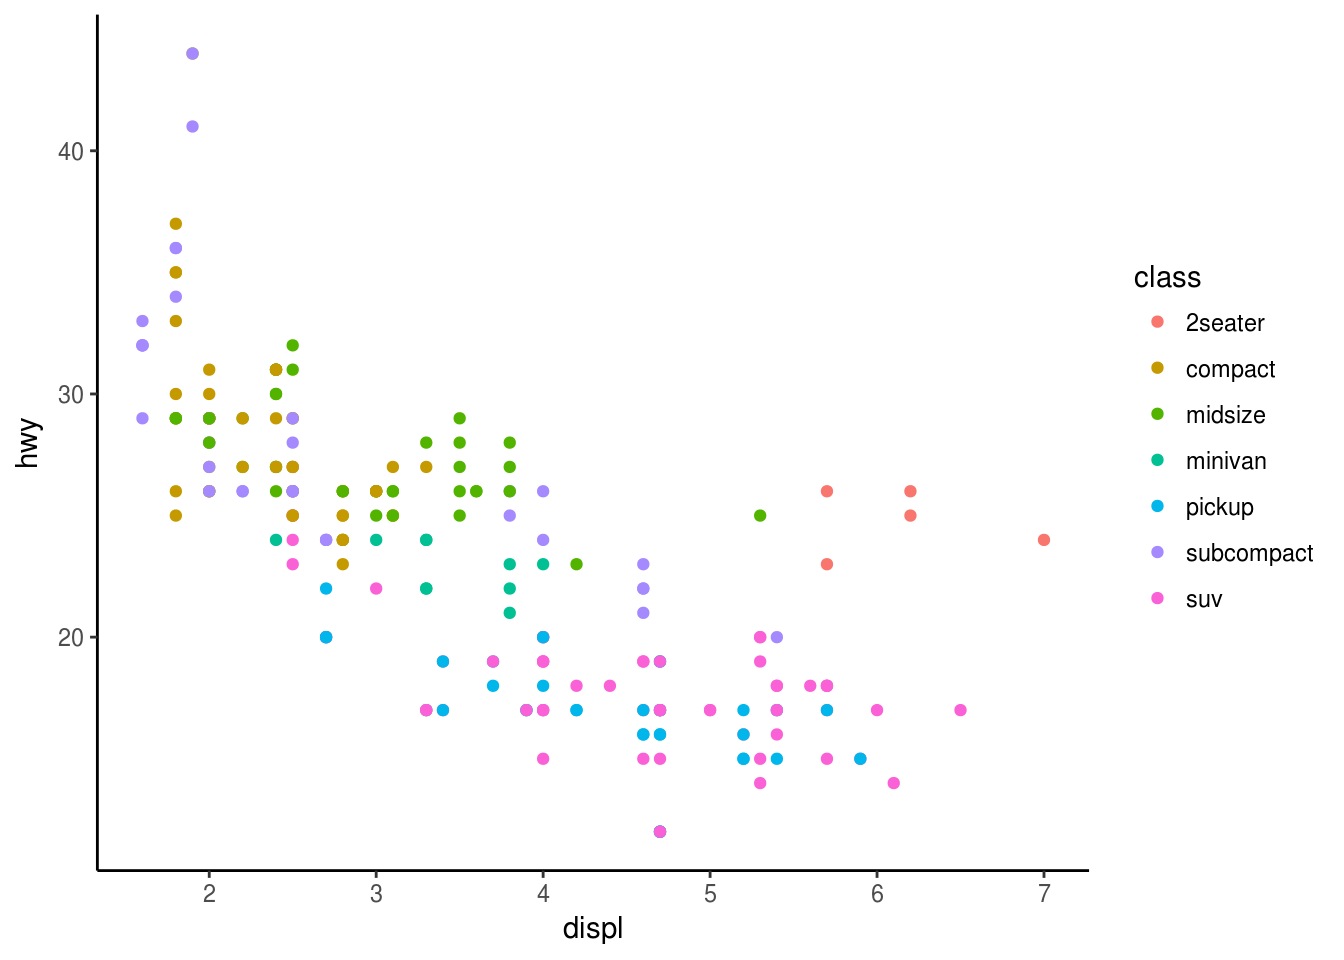 40
30
20
hwy
2 3 4 5 6 7
displ
class
2seater
compact
midsize
minivan
pickup
subcompact
suv